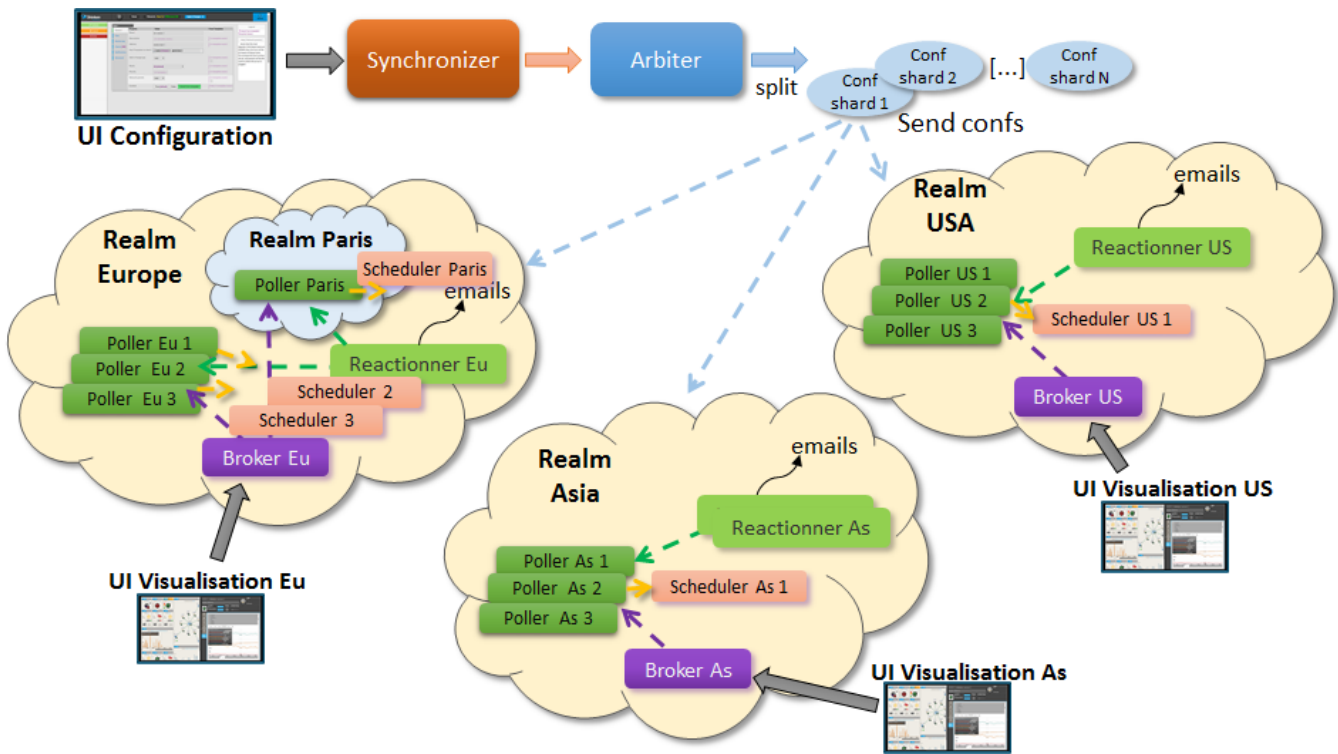 UI Configuration
Synchronizer
Arbiter
split
Conf
shard 1
Conf
shard 2
[...]
Conf
shard N
Send confs
Realm
Europe
Realm Paris
Scheduler Paris
Poller Paris
emails
Poller Eu 1
Poller Eu 2
Poller Eu 3
Reactionner Eu
Scheduler 2
Scheduler 3
Broker Eu
UI Visualisation Eu
Realm
USA
emails
Reactionner US
Poller US 1
Poller US 2
Poller US 3
Scheduler US 1
Broker US
UI Visualisation US
Realm
Asia
emails
Reactionner As
Poller As 1
Poller As 2
Poller As 3
Scheduler As 1
Broker As
UI Visualisation As